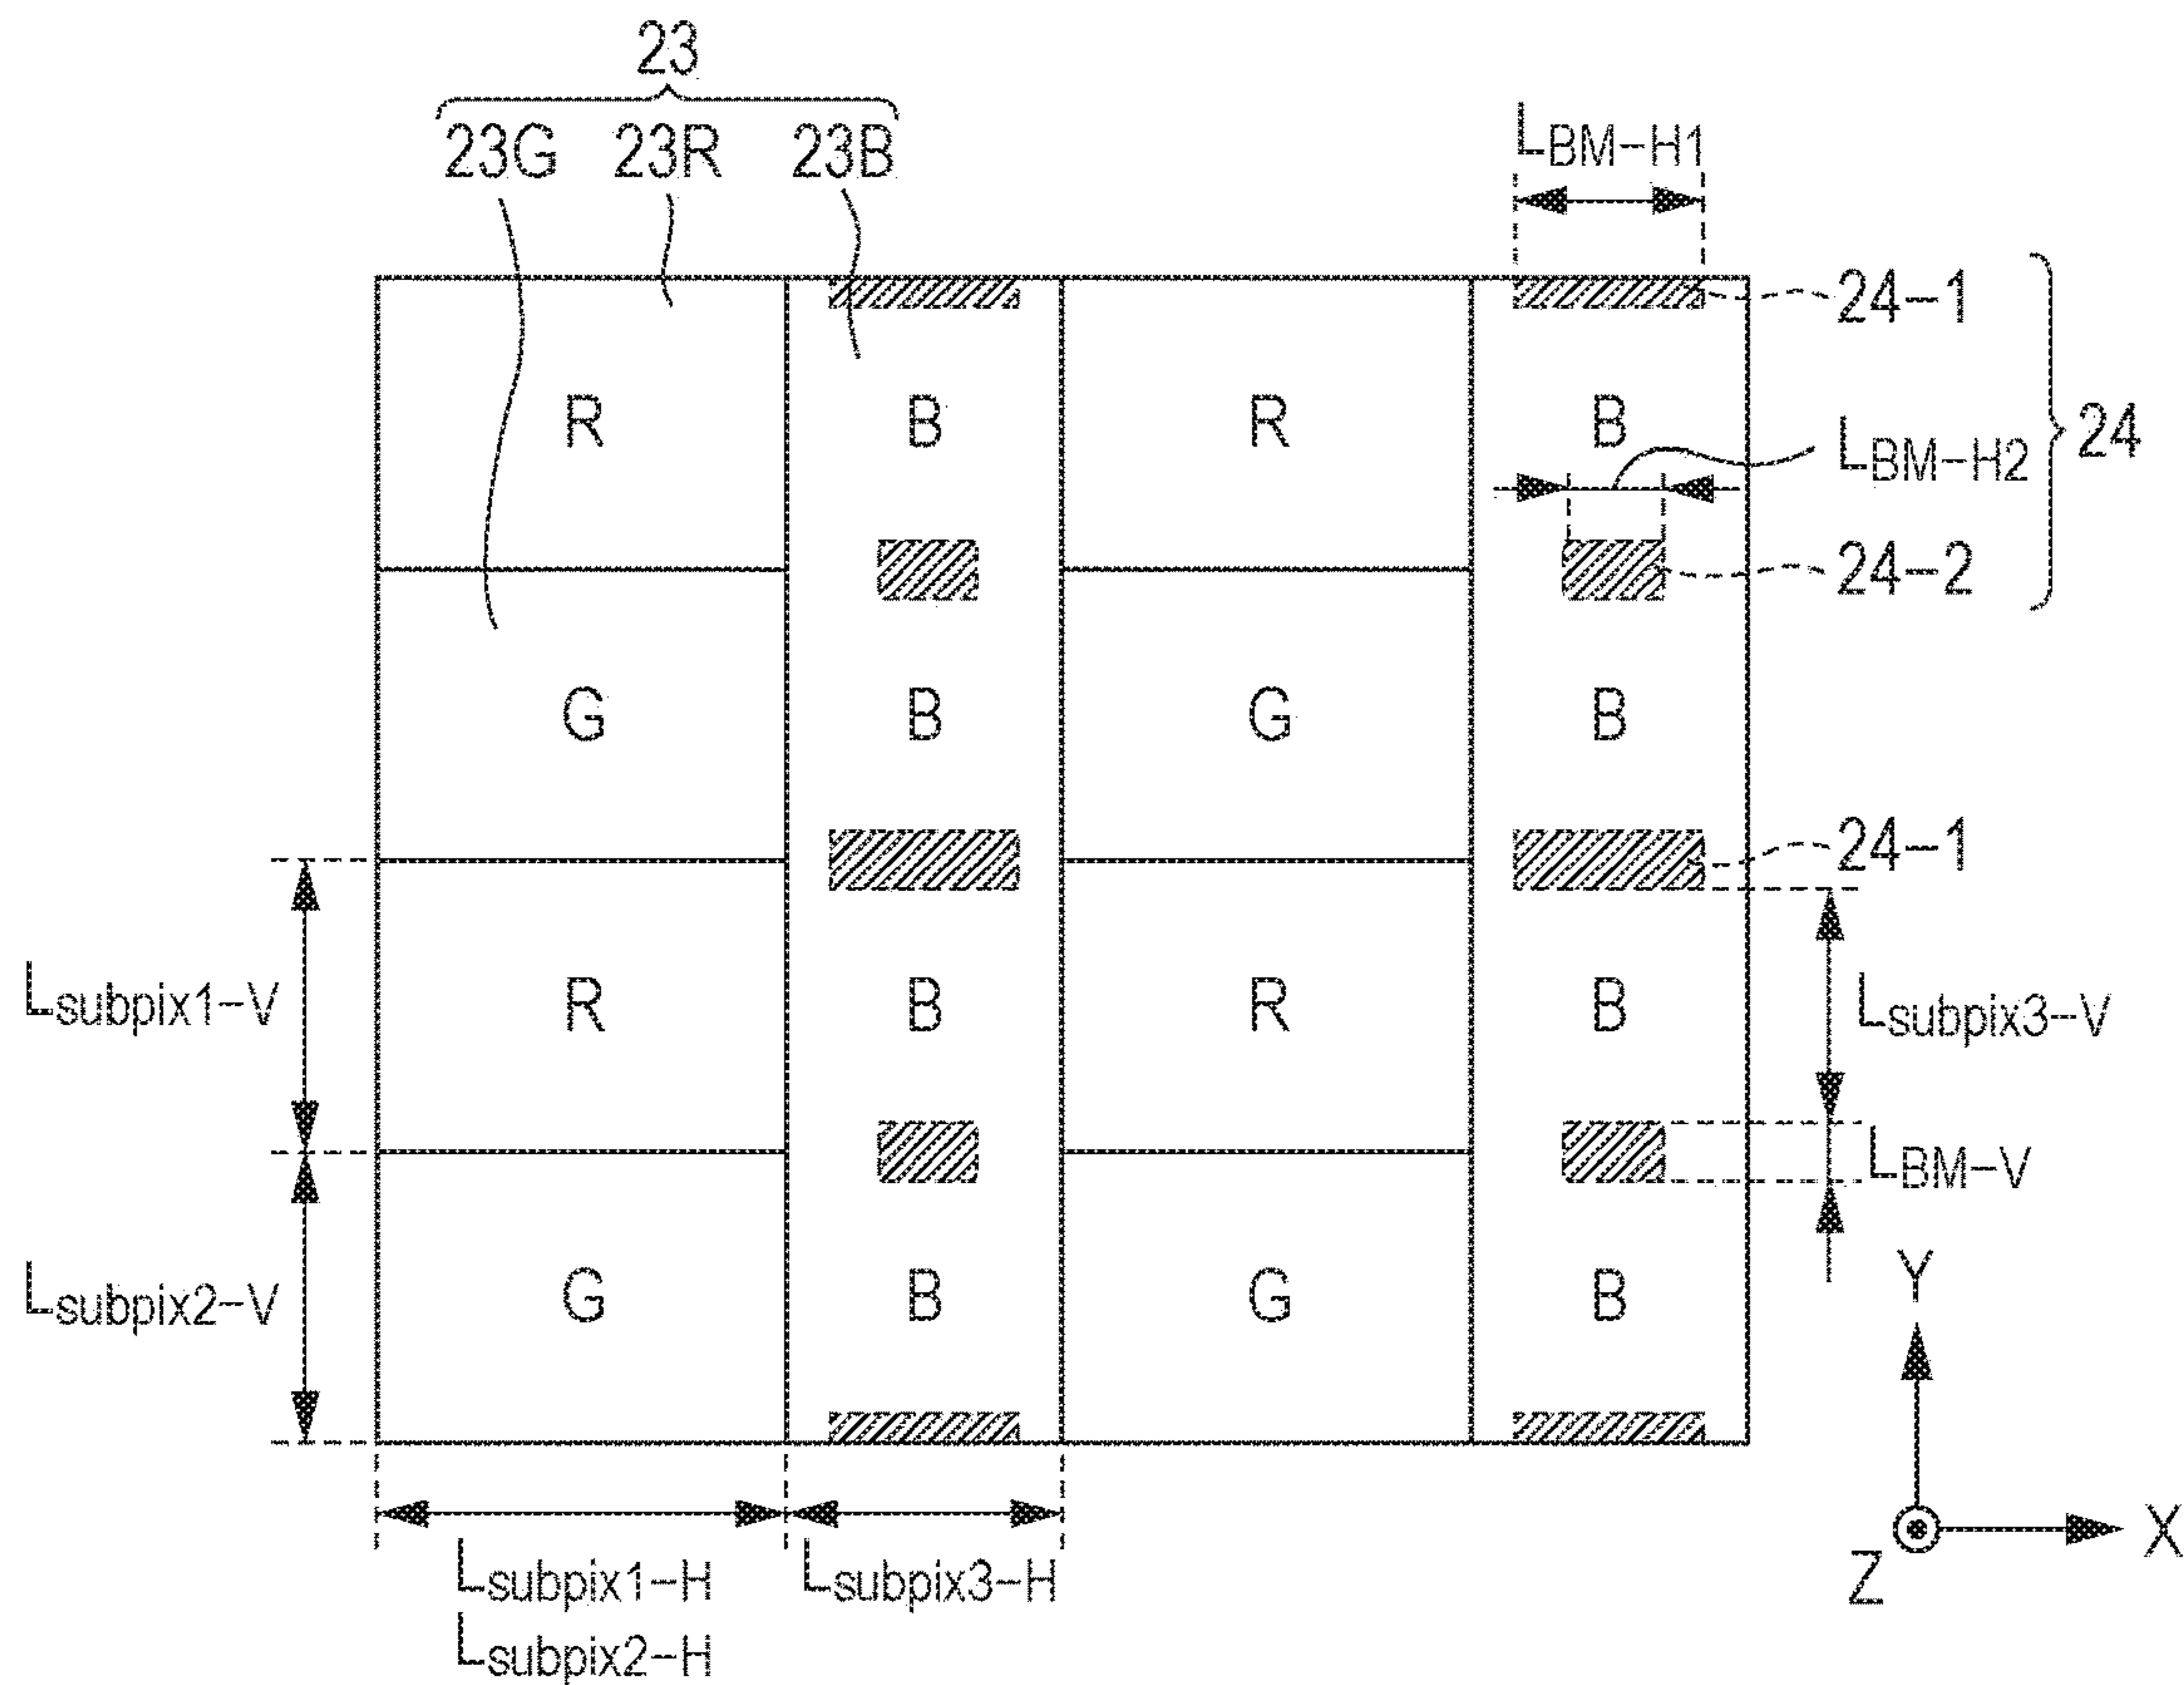 23
23G 23R 23B
LBM-H1
24-1
R B R B
24
LBM-H2
24-2
G B G B
24-1
R B R B
Lsubpix1-V
Lsubpix3-V
LBM-V
G B G B
Lsubpix2-V
Y
X
Z
Lsubpix1-H Lsubpix3-H
Lsubpix2-H